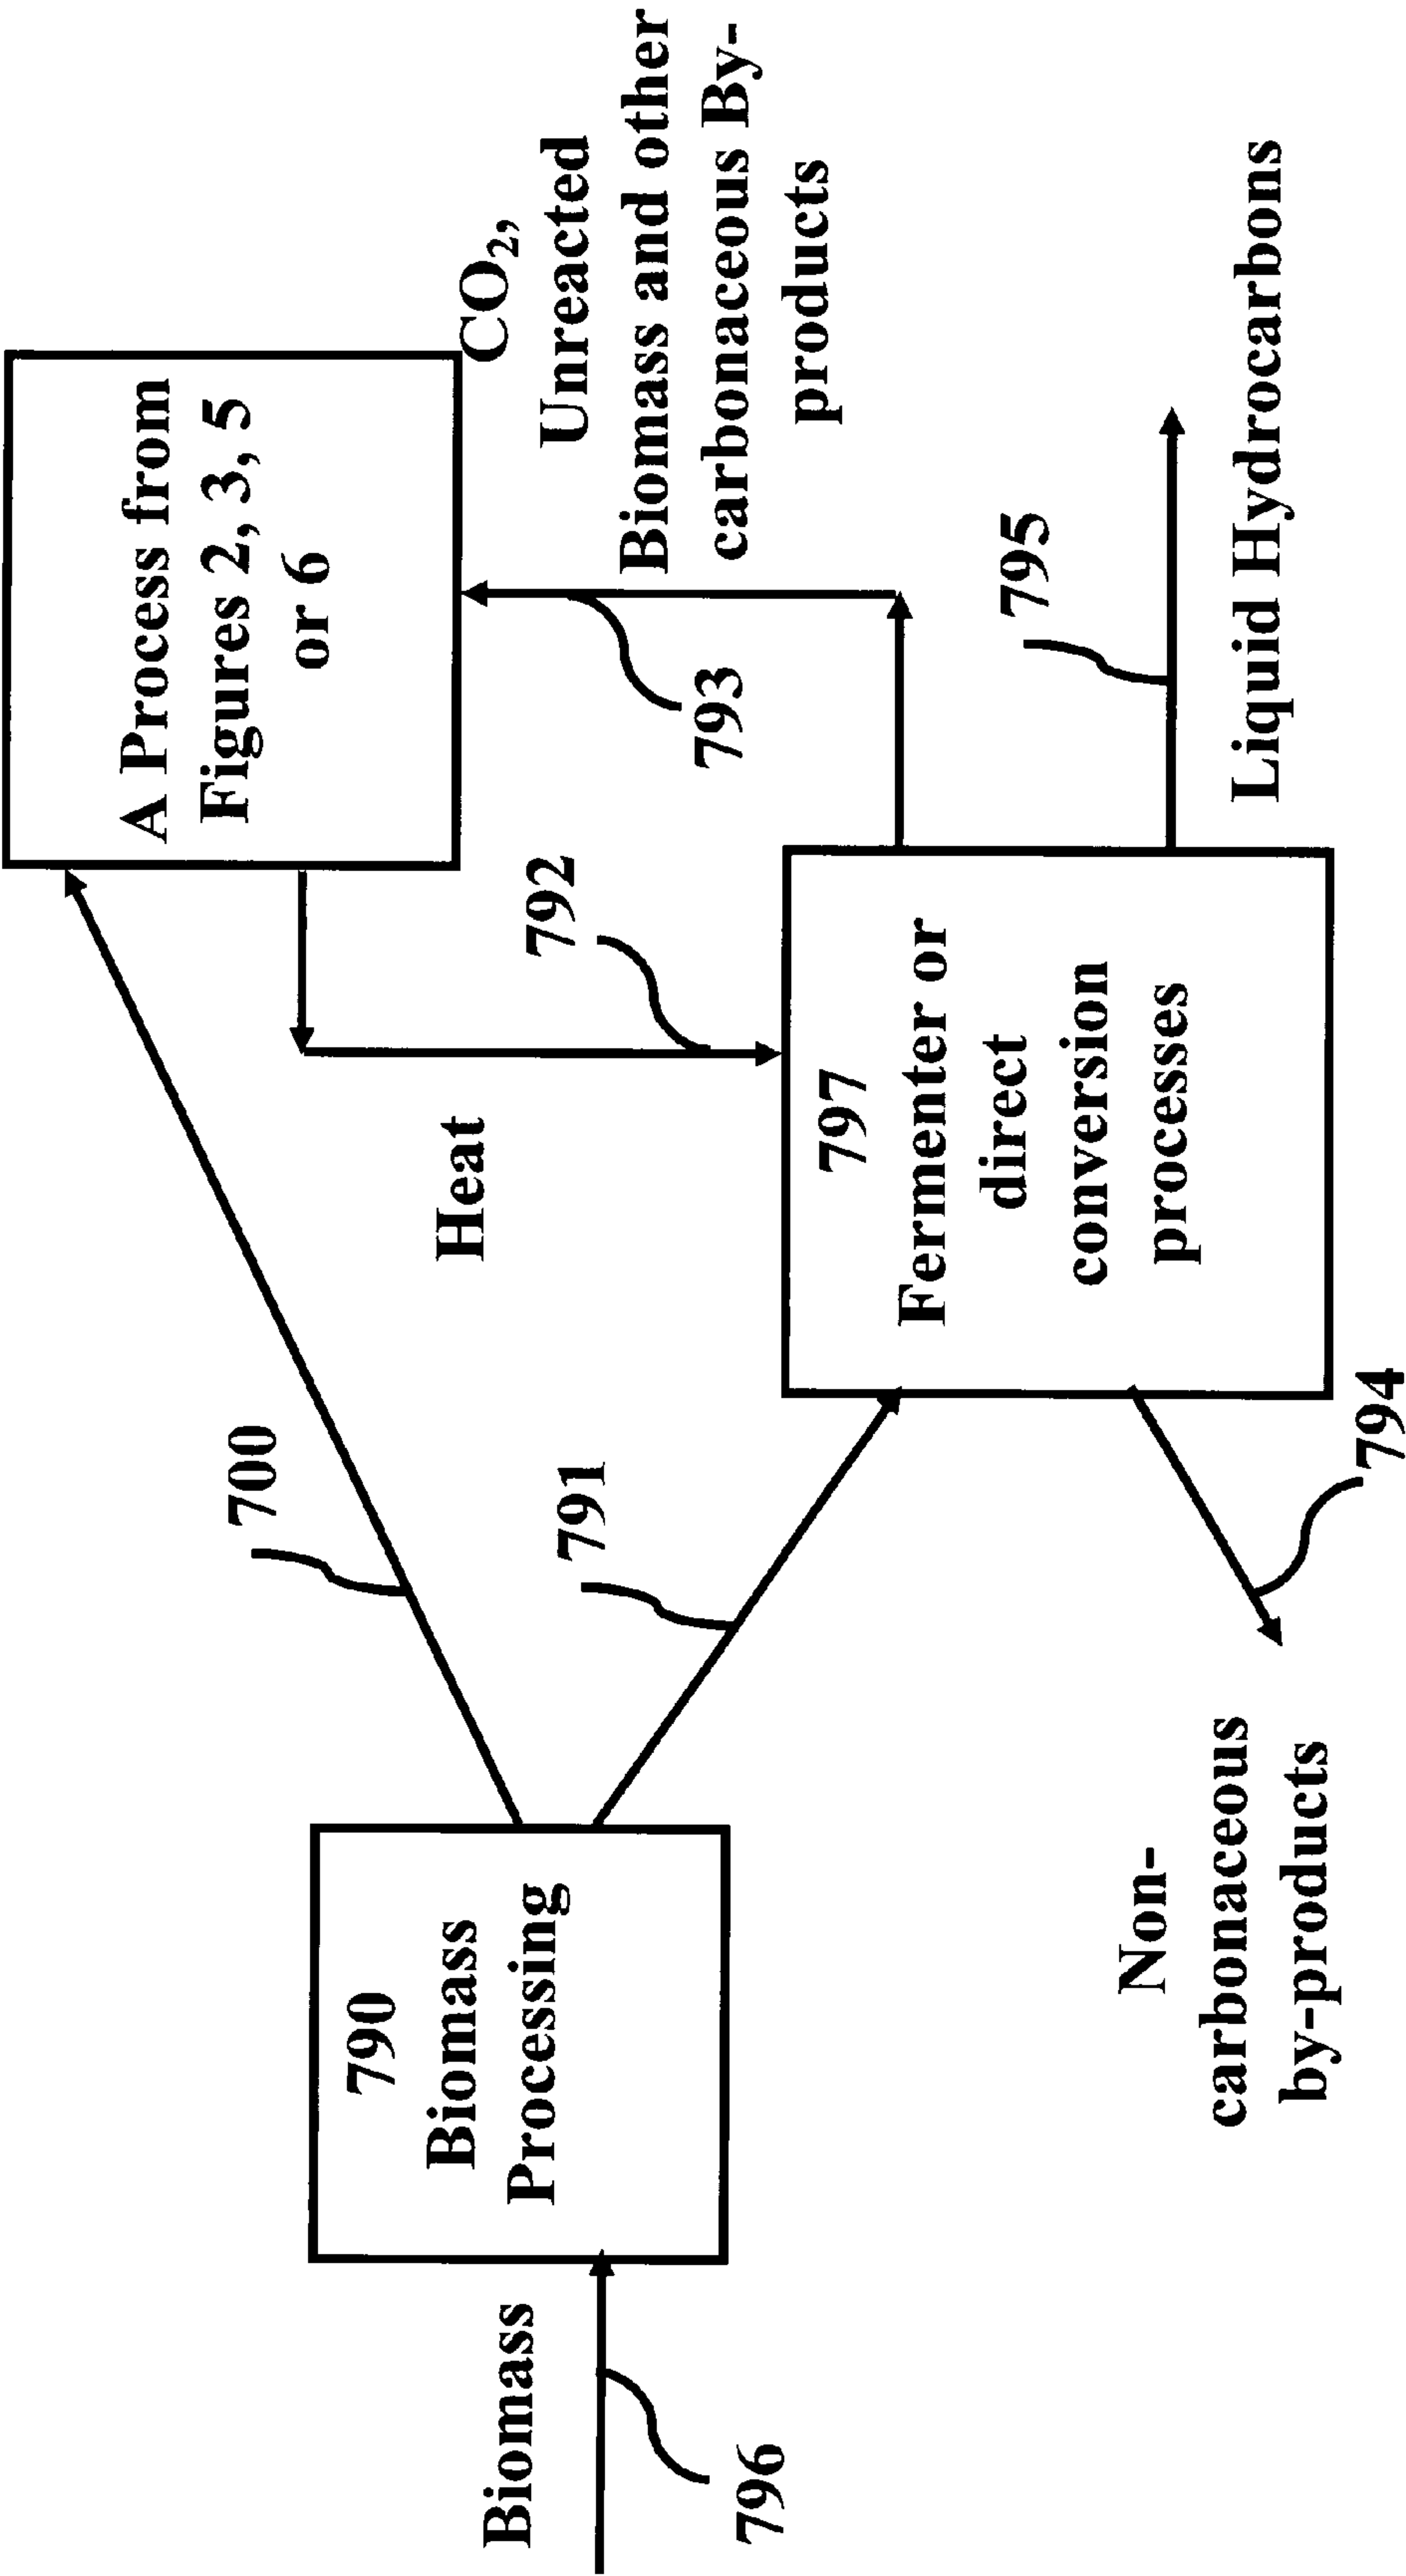 A Process from
Figures 2, 3, 5
or 6
CO2,
Unreacted
Biomass and other
carbonaceous By-
products
700
792
793
Heat
Biomass
796
790
Biomass
Processing
791
797
Fermenter or
direct
conversion
processes
795
Liquid Hydrocarbons
794
Non-
carbonaceous
by-products